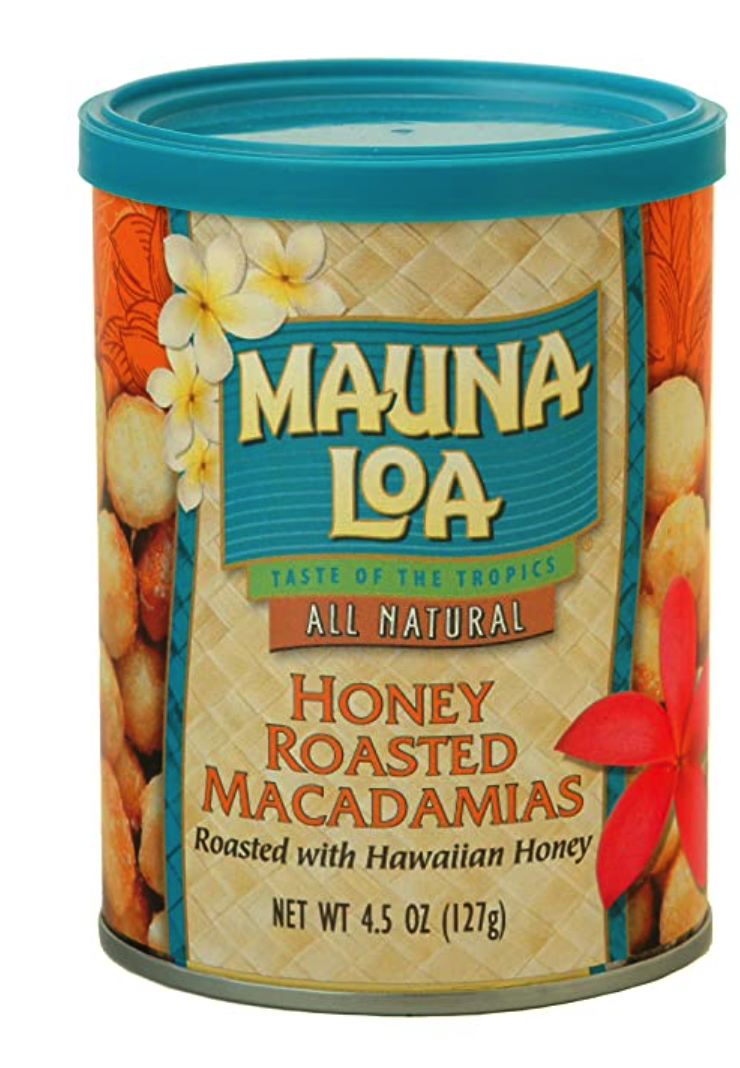 MAUNA
LOA
®
TASTE OF THE TROPICS
ALL NATURAL
HONEY
ROASTED
MACADAMIAS
Roasted with Hawaiian Honey
NET WT 4.5 OZ (127g)